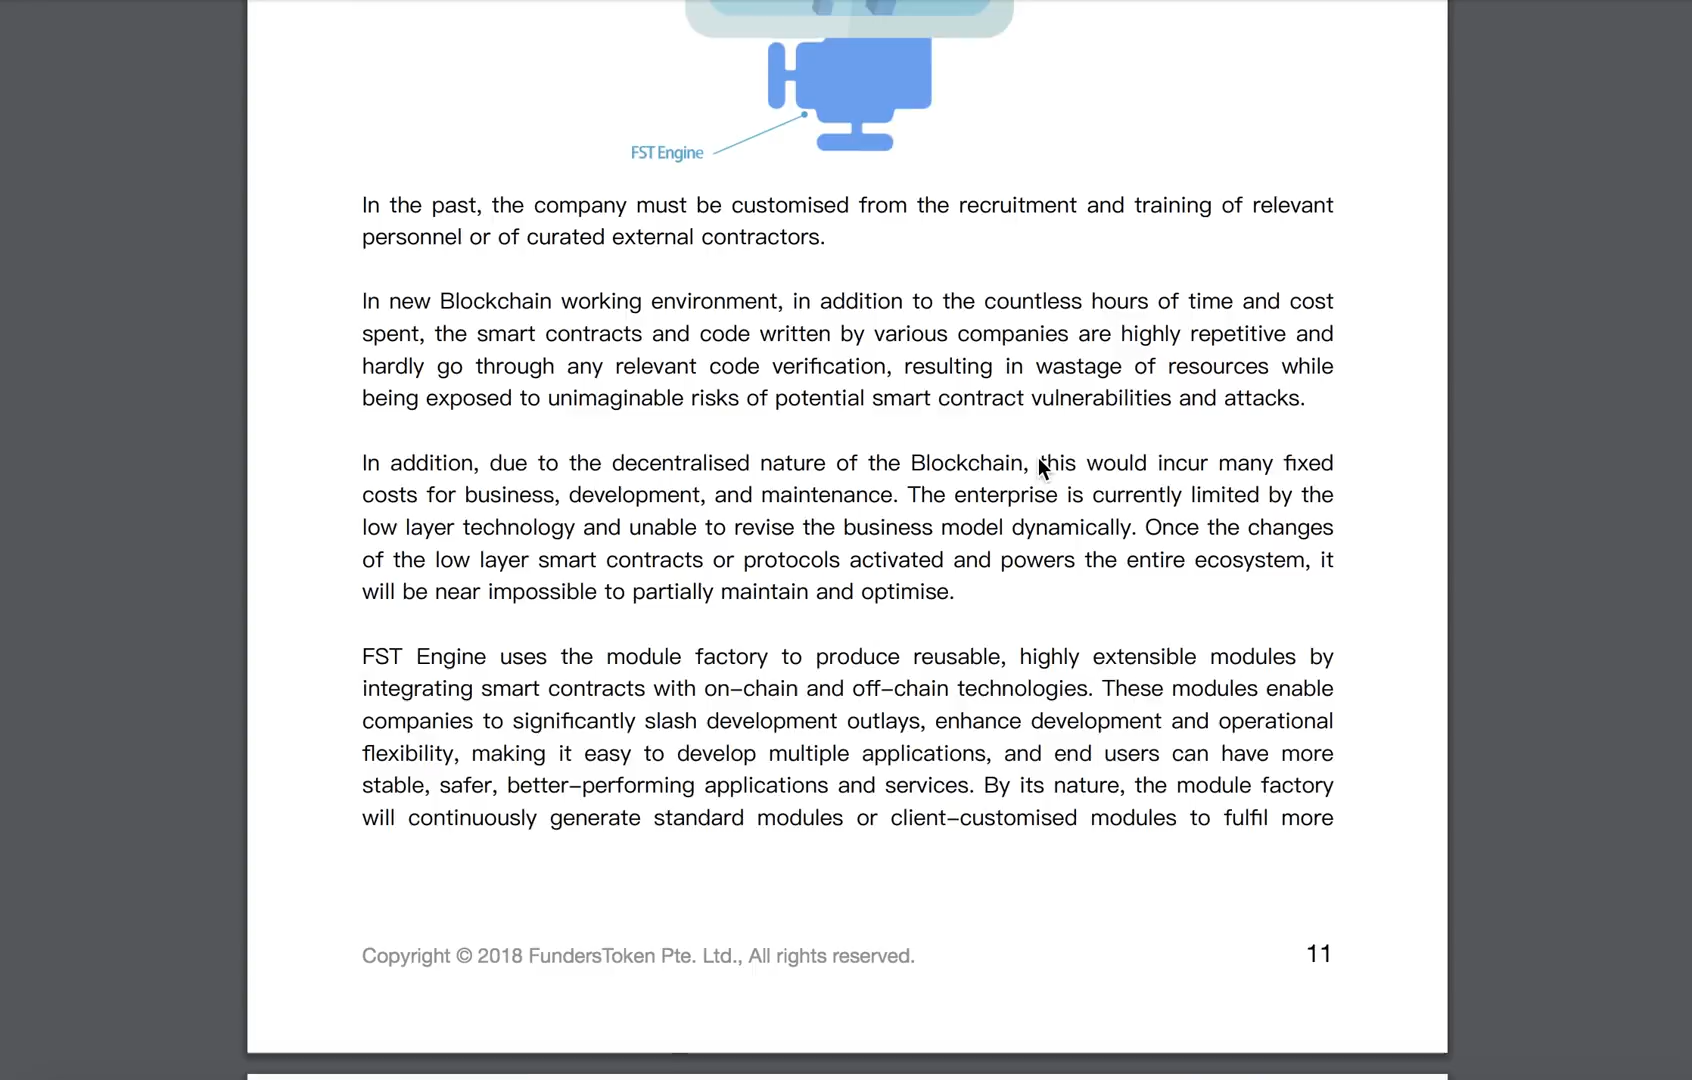 FST Engine
In the past, the company must be customised from the recruitment and training of relevant
personnel or of curated external contractors.
In new Blockchain working environment, in addition to the countless hours of time and cost
spent, the smart contracts and code written by various companies are highly repetitive and
hardly go through any relevant code verification, resulting in wastage of resources while
being exposed to unimaginable risks of potential smart contract vulnerabilities and attacks.
In addition, due to the decentralised nature of the Blockchain, this would incur many fixed
costs for business, development, and maintenance. The enterprise is currently limited by the
low layer technology and unable to revise the business model dynamically. Once the changes
of the low layer smart contracts or protocols activated and powers the entire ecosystem, it
will be near impossible to partially maintain and optimise.
FST Engine uses the module factory to produce reusable, highly extensible modules by
integrating smart contracts with on–chain and off–chain technologies. These modules enable
companies to significantly slash development outlays, enhance development and operational
flexibility, making it easy to develop multiple applications, and end users can have more
stable, safer, better–performing applications and services. By its nature, the module factory
will continuously generate standard modules or client–customised modules to fulfil more
Copyright © 2018 FundersToken Pte. Ltd., All rights reserved.
11